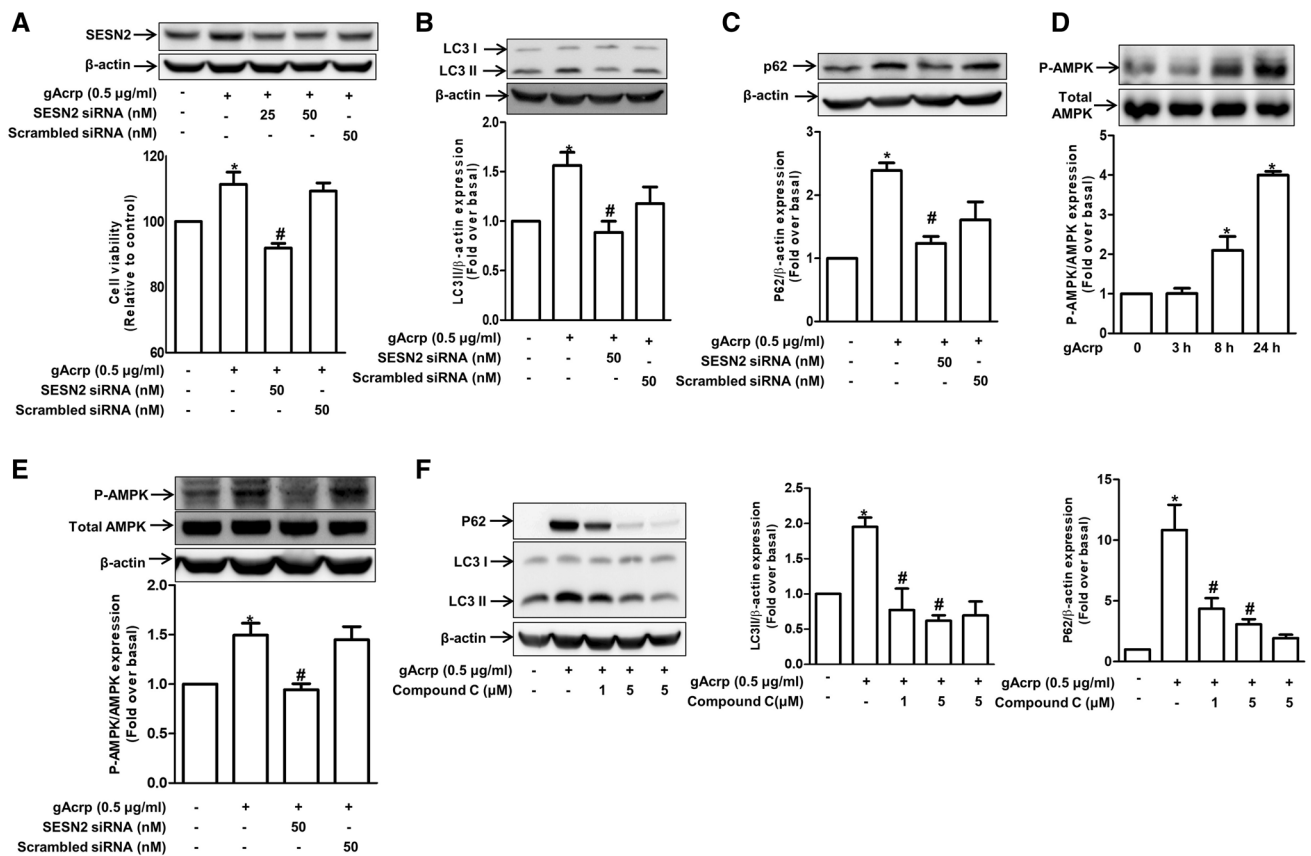 A
SESN2
β-actin
gAcrp (0.5 μg/ml) - + + + +
SESN2 siRNA (nM) - - 25 50 -
Scrambled siRNA (nM) - - - - 50
Cell viability
(Relative to control)
120
100
80
60
*
#
gAcrp (0.5 μg/ml) - + + +
SESN2 siRNA (nM) - - 50 -
Scrambled siRNA (nM) - - - 50
B
LC3 I
LC3 II
β-actin
LC3II/β-actin expression
(Fold over basal)
2.0
1.5
1.0
0.5
0.0
*
#
gAcrp (0.5 μg/ml) - + + +
SESN2 siRNA (nM) - - 50 -
Scrambled siRNA (nM) - - - 50
C
p62
β-actin
P62/β-actin expression
(Fold over basal)
3
2
1
0
*
#
gAcrp (0.5 μg/ml) - + + +
SESN2 siRNA (nM) - - 50 -
Scrambled siRNA (nM) - - - 50
D
P-AMPK
Total
AMPK
P-AMPK/AMPK expression
(Fold over basal)
5
4
2
1
0
*
*
gAcrp 0 3 h 8 h 24 h
E
P-AMPK
Total AMPK
β-actin
P-AMPK/AMPK expression
(Fold over basal)
2.0
1.5
1.0
0.5
0.0
*
#
gAcrp (0.5 μg/ml) - + + +
SESN2 siRNA (nM) - - 50 -
Scrambled siRNA (nM) - - - 50
F
P62
LC3 I
LC3 II
β-actin
gAcrp (0.5 μg/ml) - + + + +
Compound C (μM) - - 1 5 5
LC3II/β-actin expression
(Fold over basal)
2.5
2.0
1.5
1.0
0.5
0.0
*
#
#
gAcrp (0.5 μg/ml) - + + + +
Compound C(μM) - - 1 5 5
P62/β-actin expression
(Fold over basal)
15
10
5
0
*
#
#
gAcrp (0.5 μg/ml) - + + + +
Compound C (μM) - - 1 5 5